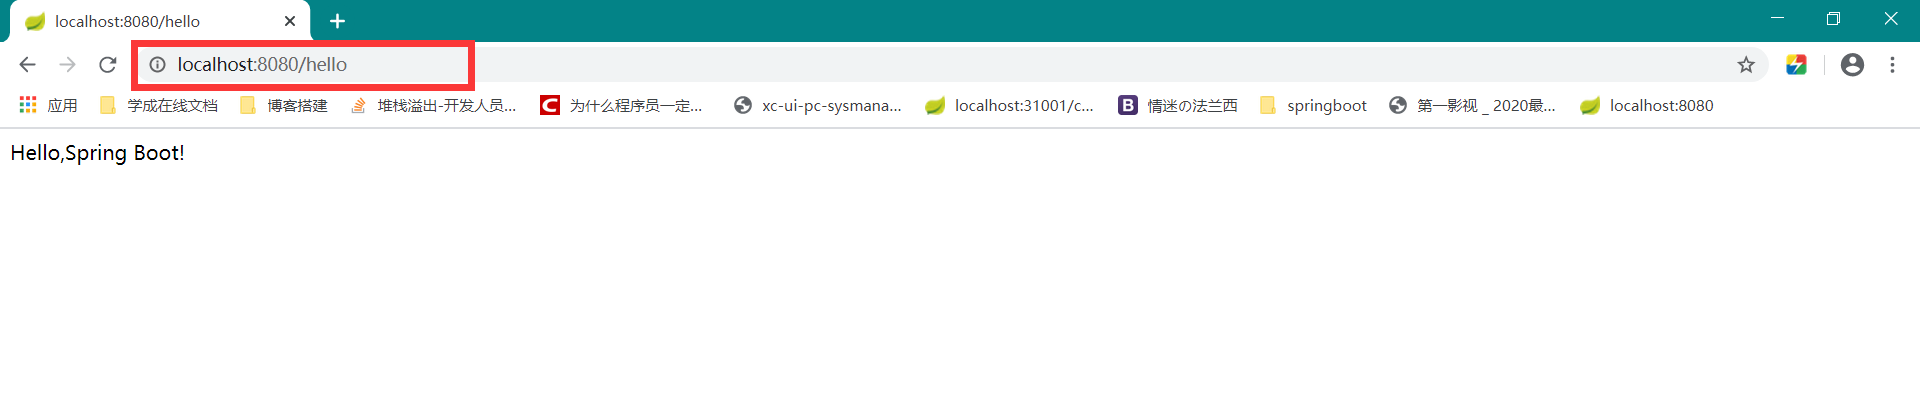 localhost:8080/hello
localhost:8080/hello
应用 学成在线文档 博客搭建 堆栈溢出-开发人员... 为什么程序员一定... xc-ui-pc-sysmana... localhost:31001/c... 情迷の法兰西 springboot 第一影视 _ 2020最... localhost:8080
Hello,Spring Boot!